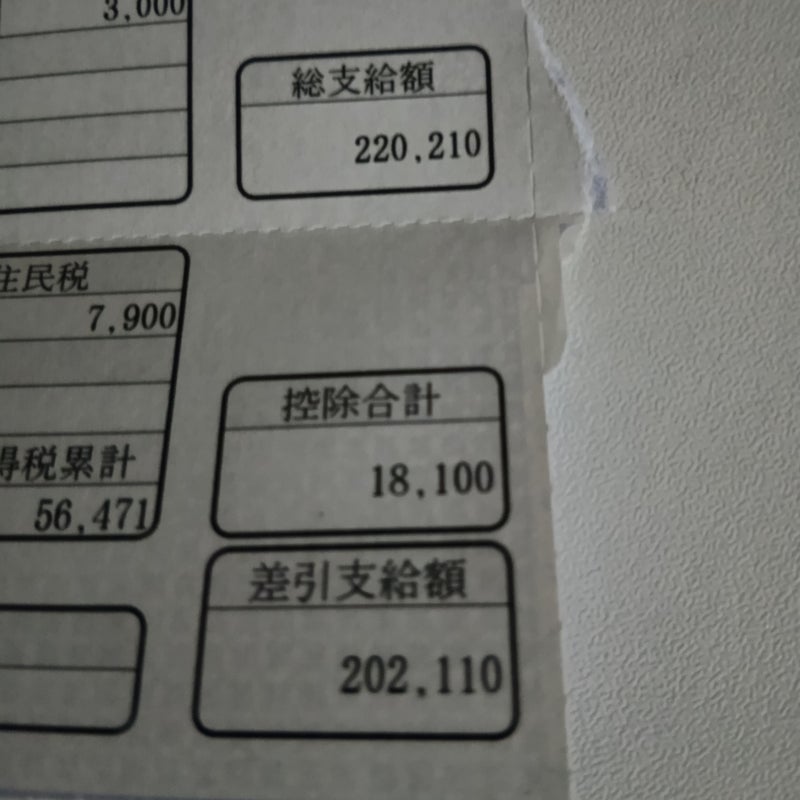 3,000
総支給額
220,210
住民税
7,900
控除合計
18,100
得税累計
56,471
差引支給額
202,110